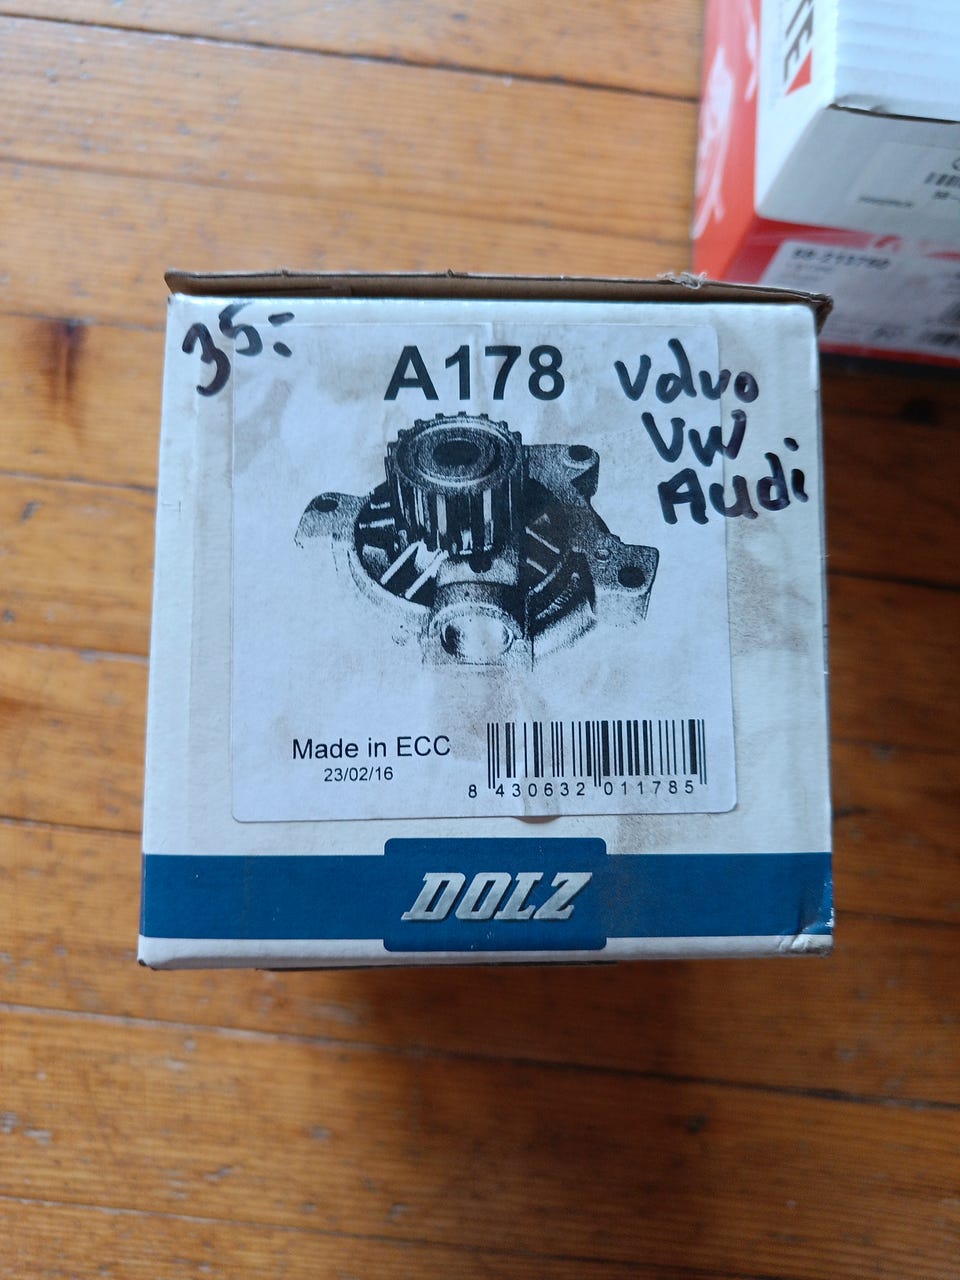 35.-
A178
Volvo
VW
Audi
Made in ECC
23/02/16
8 430632 011785
DOLZ